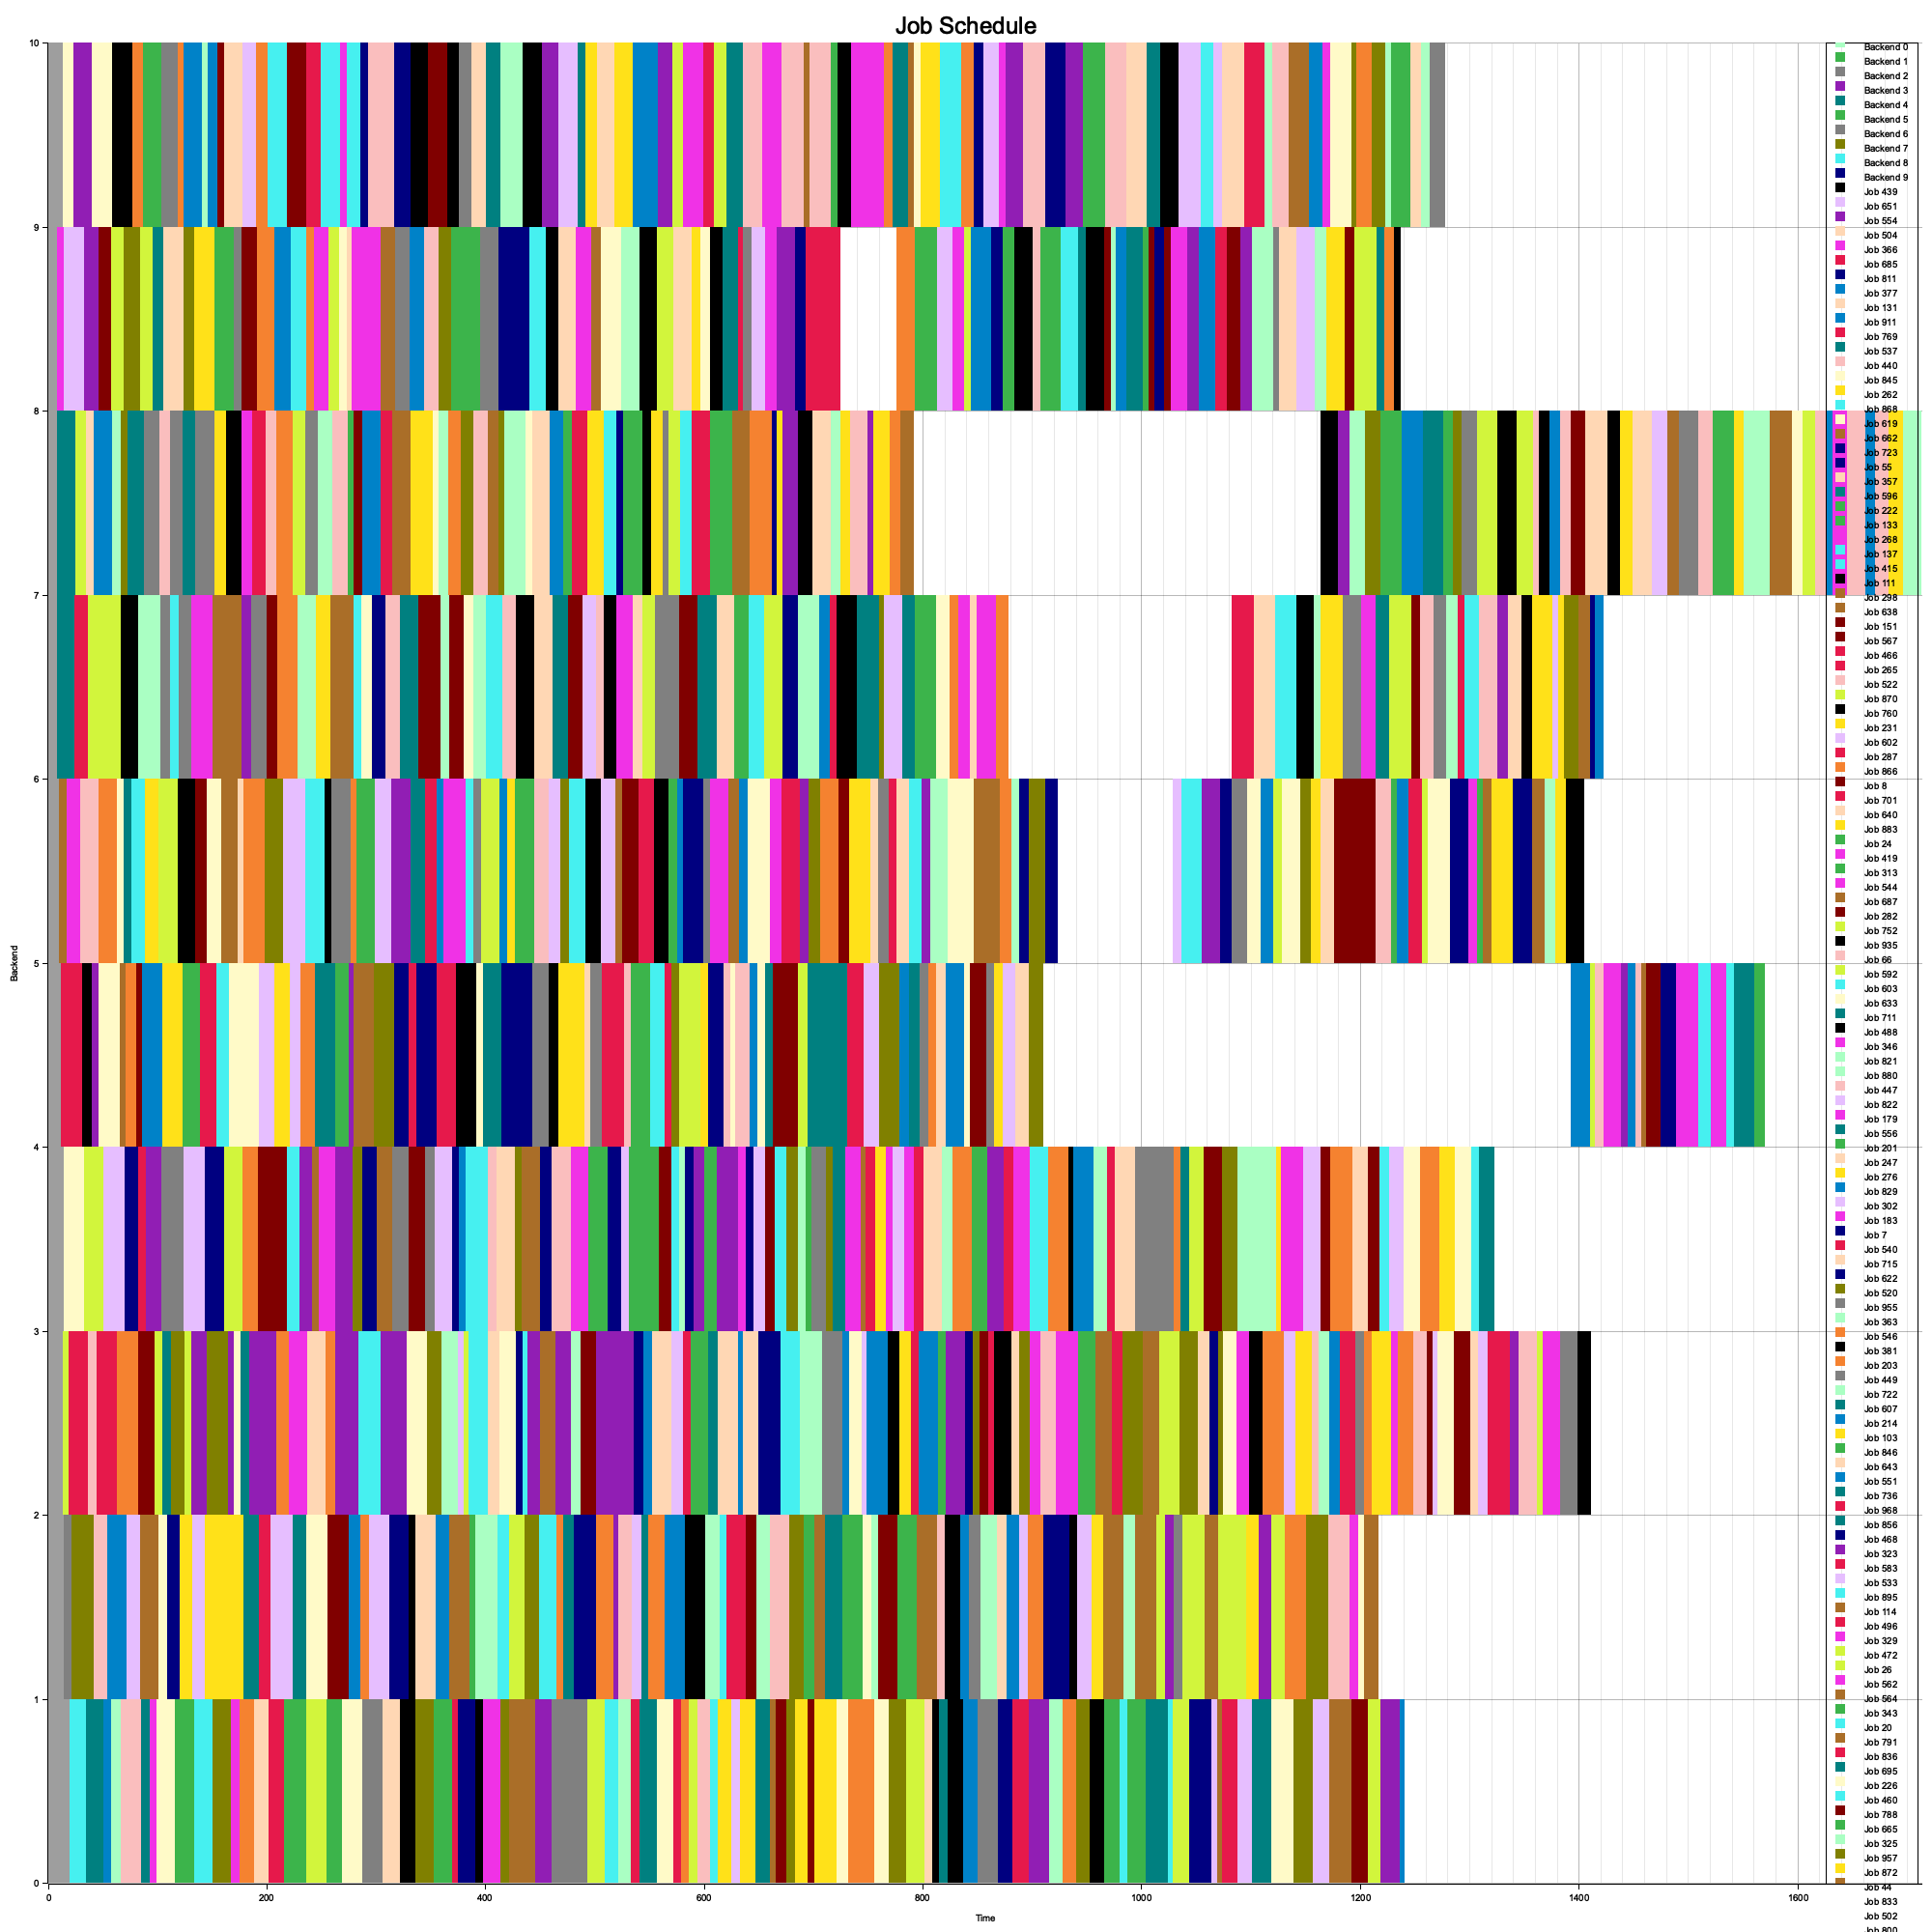 Job Schedule
10
9
8
7
6
5
4
3
2
1
0
Backend
0
200
400
600
800
1000
1200
1400
1600
Time
Backend 0
Backend 1
Backend 2
Backend 3
Backend 4
Backend 5
Backend 6
Backend 7
Backend 8
Backend 9
Job 439
Job 651
Job 554
Job 504
Job 366
Job 685
Job 811
Job 377
Job 131
Job 911
Job 769
Job 537
Job 440
Job 845
Job 262
Job 868
Job 619
Job 662
Job 723
Job 55
Job 357
Job 596
Job 222
Job 133
Job 268
Job 137
Job 415
Job 111
Job 298
Job 638
Job 151
Job 567
Job 466
Job 265
Job 522
Job 870
Job 760
Job 231
Job 602
Job 287
Job 866
Job 8
Job 701
Job 640
Job 883
Job 24
Job 419
Job 313
Job 544
Job 687
Job 282
Job 752
Job 935
Job 66
Job 592
Job 603
Job 633
Job 711
Job 488
Job 346
Job 821
Job 880
Job 447
Job 822
Job 179
Job 556
Job 201
Job 247
Job 276
Job 829
Job 302
Job 183
Job 7
Job 540
Job 715
Job 622
Job 520
Job 955
Job 363
Job 546
Job 381
Job 203
Job 449
Job 722
Job 607
Job 214
Job 103
Job 846
Job 643
Job 551
Job 736
Job 968
Job 856
Job 468
Job 323
Job 583
Job 533
Job 895
Job 114
Job 496
Job 329
Job 472
Job 26
Job 562
Job 564
Job 343
Job 20
Job 791
Job 836
Job 695
Job 226
Job 460
Job 788
Job 665
Job 325
Job 957
Job 872
Job 44
Job 833
Job 502
Job 800